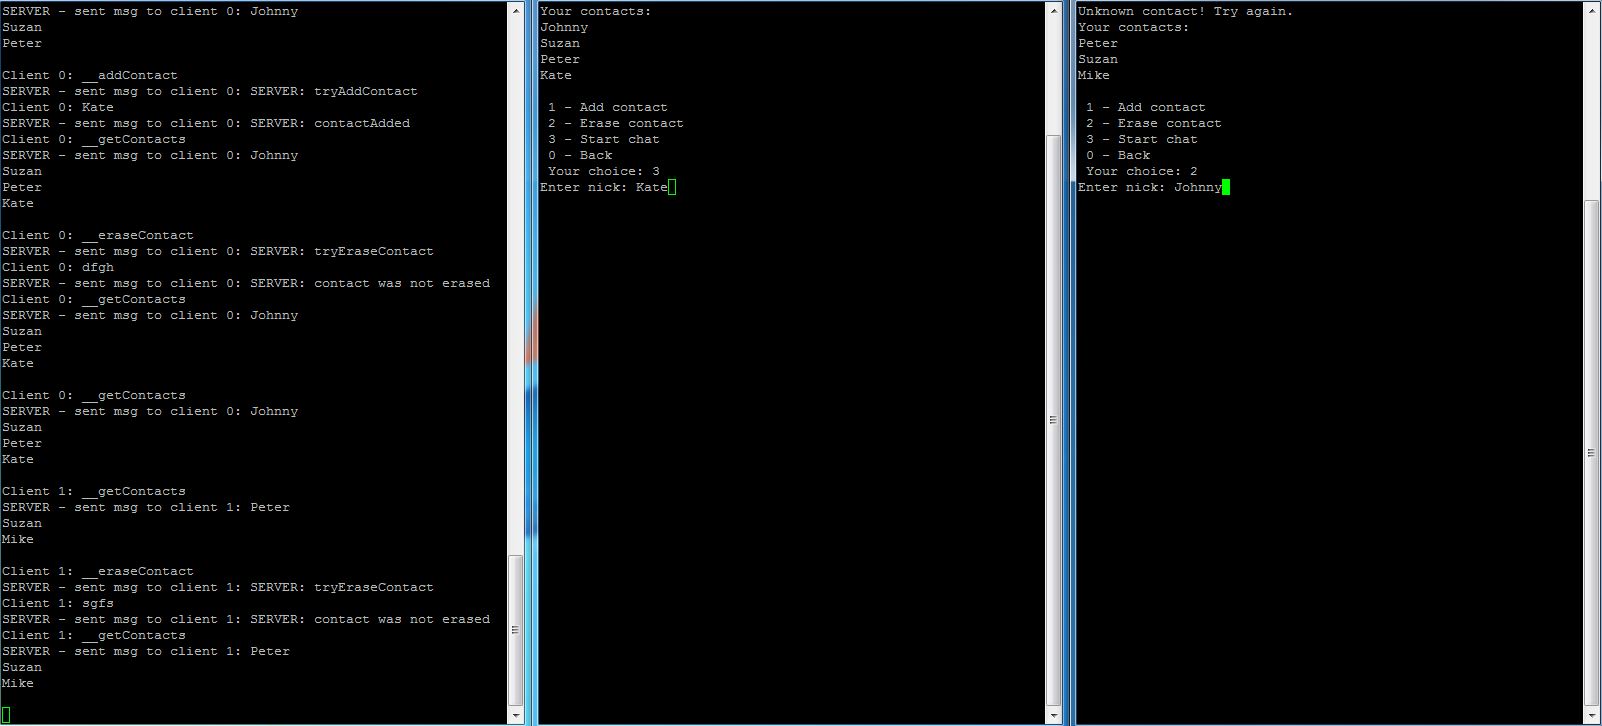 SERVER - sent msg to client 0: Johnny
Suzan
Peter
Client 0: __addContact
SERVER - sent msg to client 0: SERVER: tryAddContact
Client 0: Kate
SERVER - sent msg to client 0: SERVER: contactAdded
Client 0: __getContacts
SERVER - sent msg to client 0: Johnny
Suzan
Peter
Kate
Client 0: __eraseContact
SERVER - sent msg to client 0: SERVER: tryEraseContact
Client 0: dfgh
SERVER - sent msg to client 0: SERVER: contact was not erased
Client 0: __getContacts
SERVER - sent msg to client 0: Johnny
Suzan
Peter
Kate
Client 0: __getContacts
SERVER - sent msg to client 0: Johnny
Suzan
Peter
Kate
Client 1: __getContacts
SERVER - sent msg to client 1: Peter
Suzan
Mike
Client 1: __eraseContact
SERVER - sent msg to client 1: SERVER: tryEraseContact
Client 1: sgfs
SERVER - sent msg to client 1: SERVER: contact was not erased
Client 1: __getContacts
SERVER - sent msg to client 1: Peter
Suzan
Mike
Your contacts:
Johnny
Suzan
Peter
Kate
1 - Add contact
2 - Erase contact
3 - Start chat
0 - Back
Your choice: 3
Enter nick: Kate
Unknown contact! Try again.
Your contacts:
Peter
Suzan
Mike
1 - Add contact
2 - Erase contact
3 - Start chat
0 - Back
Your choice: 2
Enter nick: Johnny